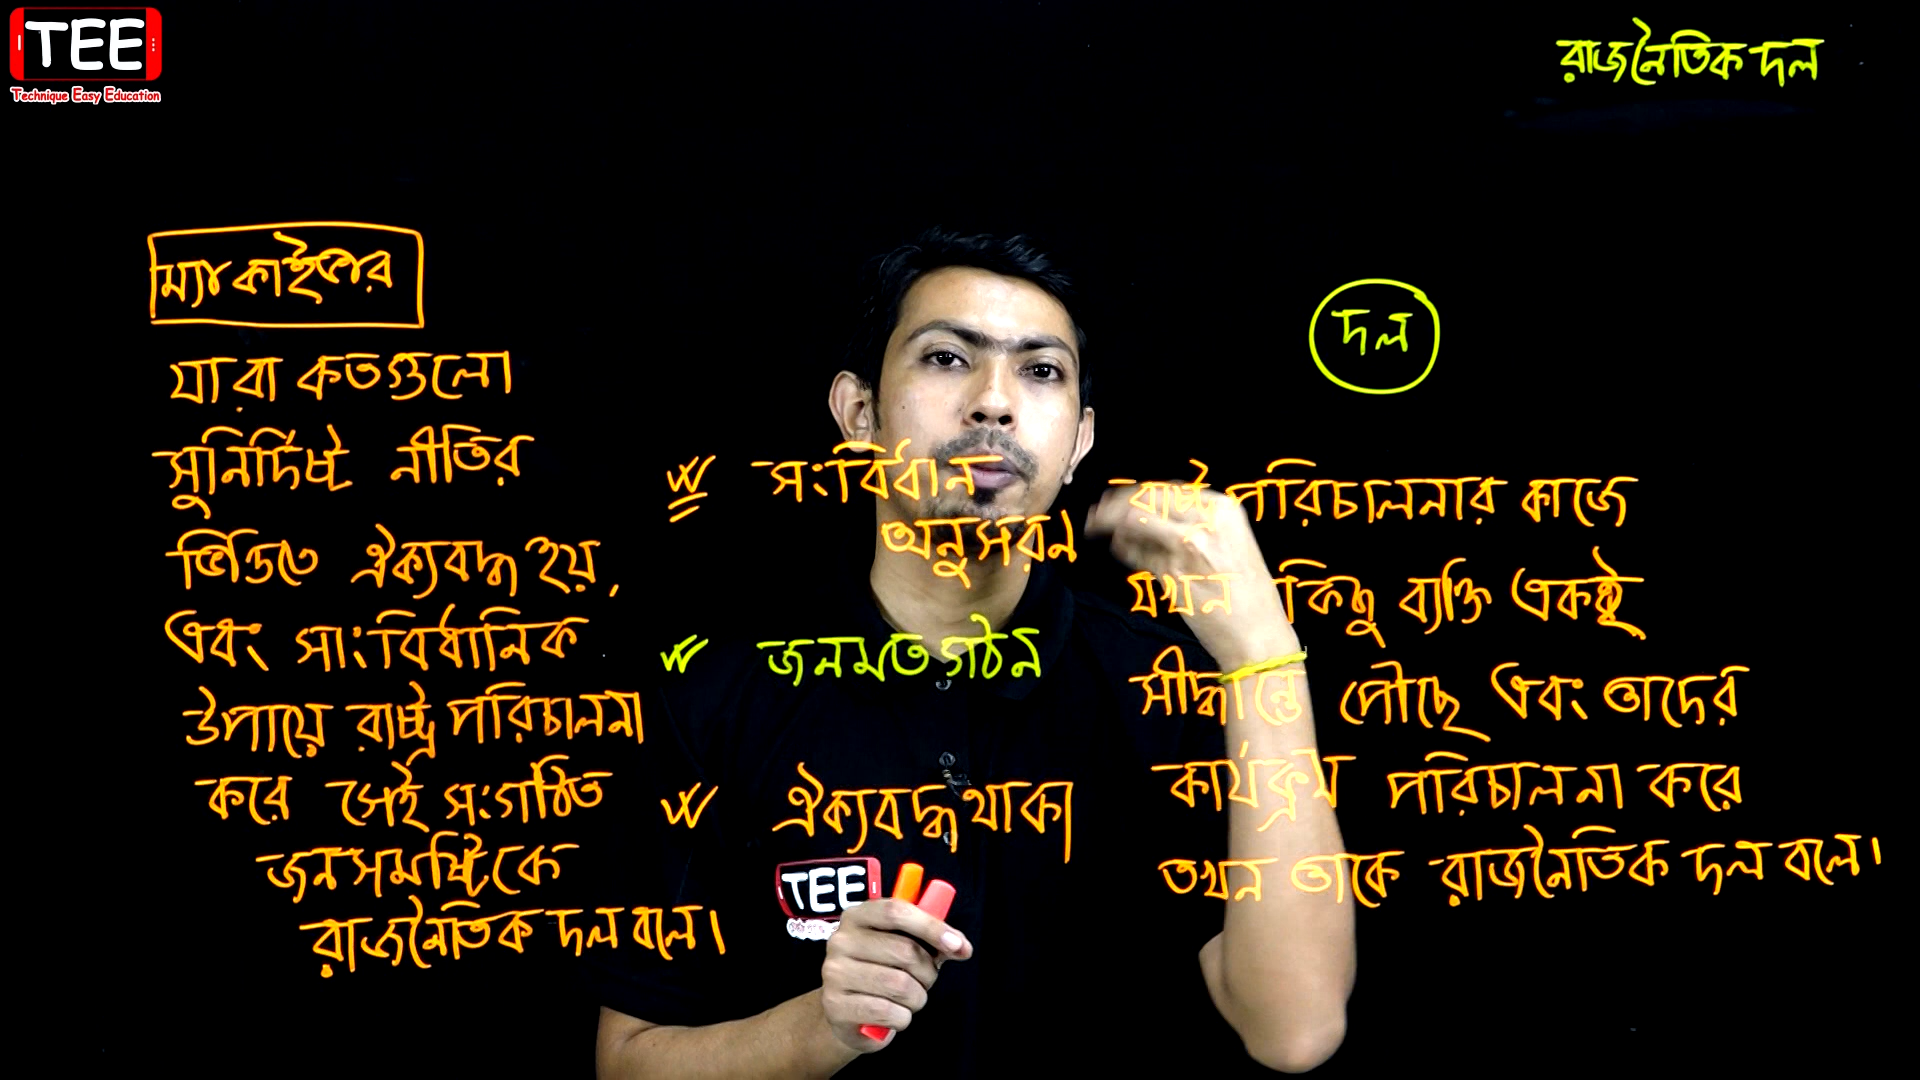 TEE
Technique Easy Education
রাজনৈতিক দল
ম্যাকাইভার
যারা কতগুলো
সুনির্দিষ্ট নীতির
ভিত্তিতে ঐক্যবদ্ধ হয়,
এবং সাংবিধানিক
উপায়ে রাষ্ট্র পরিচালনা
করে সেই সংগঠিত
জনসমষ্টিকে
রাজনৈতিক দল বলে।
সংবিধান
অনুসরন
জনমত গঠন
ঐক্যবদ্ধ থাকা
দল
রাষ্ট্র পরিচালনার কাজে
যখন কিছু ব্যক্তি একই
সীদ্ধান্তে পৌছে এবং তাদের
কার্যক্রম পরিচালনা করে
তখন তাকে রাজনৈতিক দল বলে।
TEE